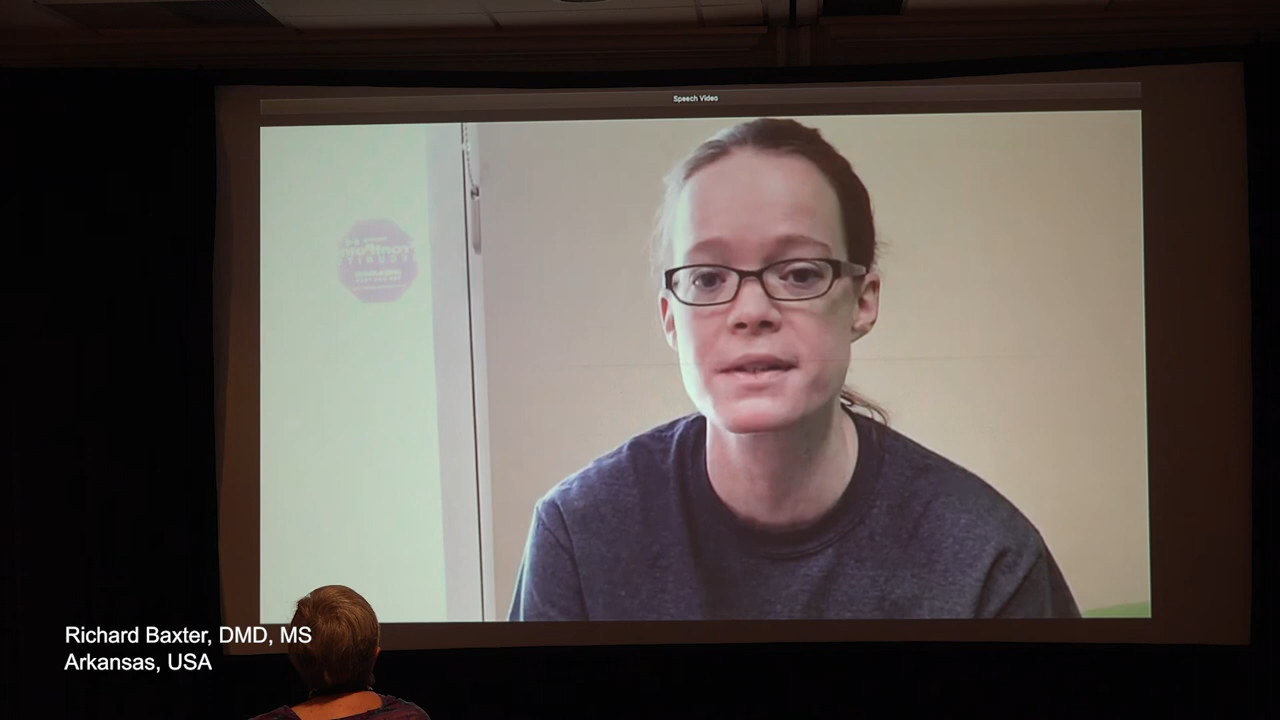 Speech Video
Richard Baxter, DMD, MS
Arkansas, USA